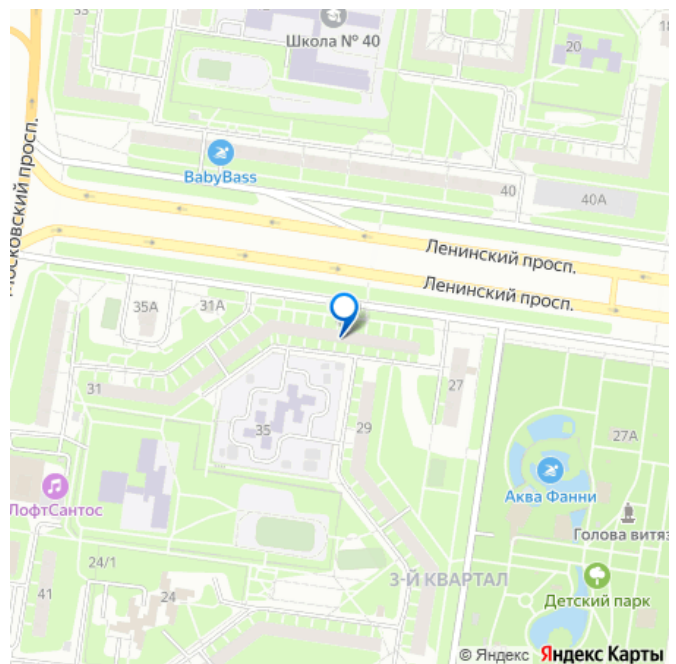 33
Школа № 40
20
18
BabyBass
40
40А
Московский просп.
Ленинский просп.
Ленинский просп.
35А
31А
31
27
35
29
27А
Аква Фанни
ЛофтСантос
Голова витяз
24/1
3-Й КВАРТАЛ
41
24
Детский парк
© Яндекс Яндекс Карты